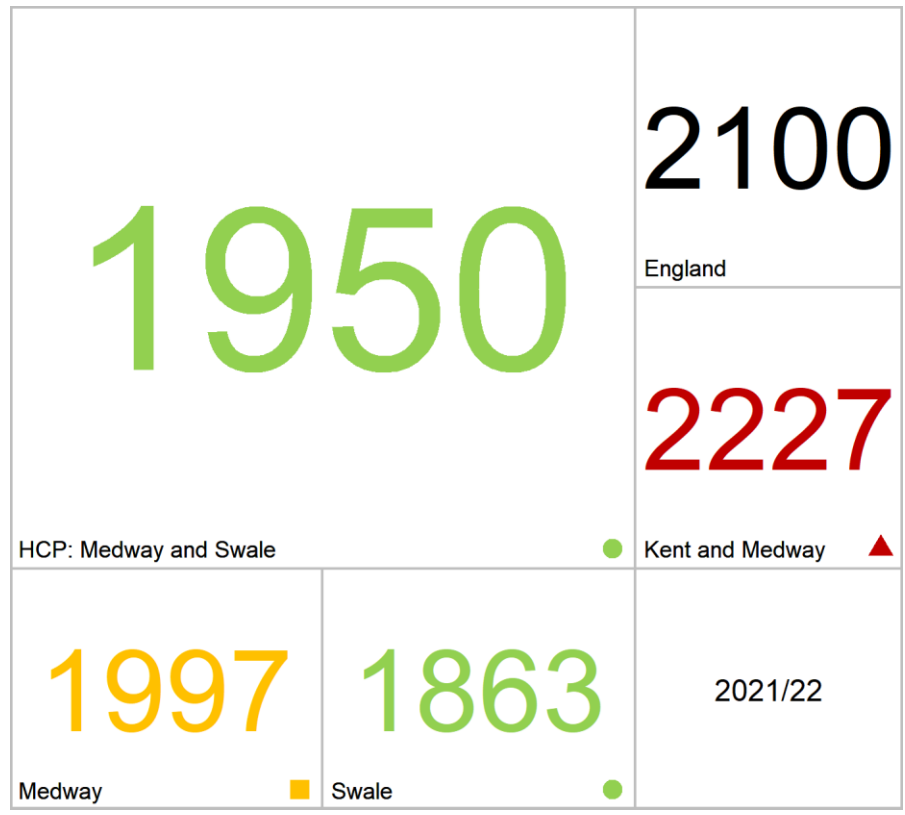 1950
HCP: Medway and Swale
2100
England
2227
Kent and Medway
1997
Medway
1863
Swale
2021/22